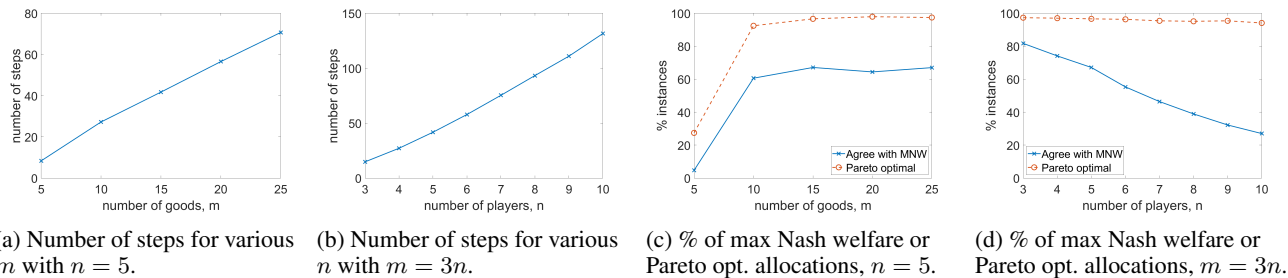 80
60
40
20
0
number of steps
5 10 15 20 25
number of goods, m
150
100
50
0
number of steps
3 4 5 6 7 8 9 10
number of players, n
100
80
60
40
20
0
% instances
Agree with MNW
Pareto optimal
5 10 15 20 25
number of goods, m
100
80
60
40
20
0
% instances
Agree with MNW
Pareto optimal
3 4 5 6 7 8 9 10
number of players, n
(a) Number of steps for various
m with n = 5.
(b) Number of steps for various
n with m = 3n.
(c) % of max Nash welfare or
Pareto opt. allocations, n = 5.
(d) % of max Nash welfare or
Pareto opt. allocations, m = 3n.